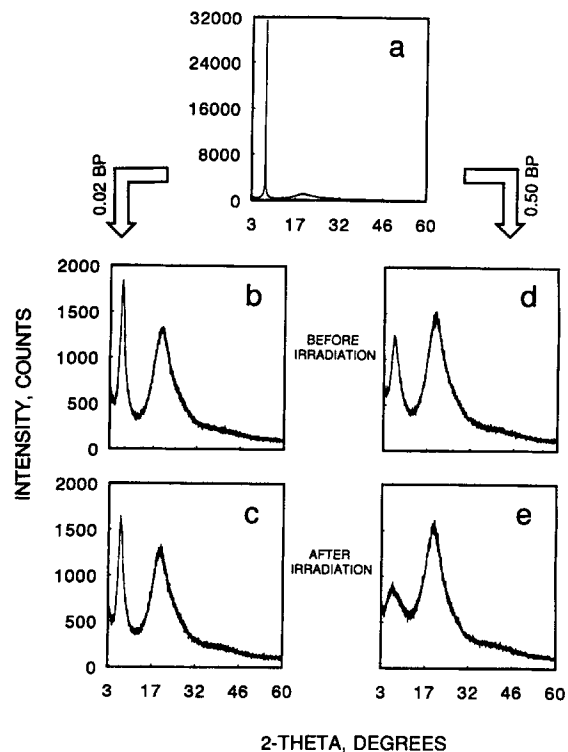 32000
24000
16000
8000
0
a
3 17 32 46 60
0.02 BP
0.50 BP
INTENSITY, COUNTS
2000
1500
1000
500
0
b
BEFORE
IRRADIATION
d
2000
1500
1000
500
0
c
AFTER
IRRADIATION
e
3 17 32 46 60
3 17 32 46 60
2-THETA, DEGREES